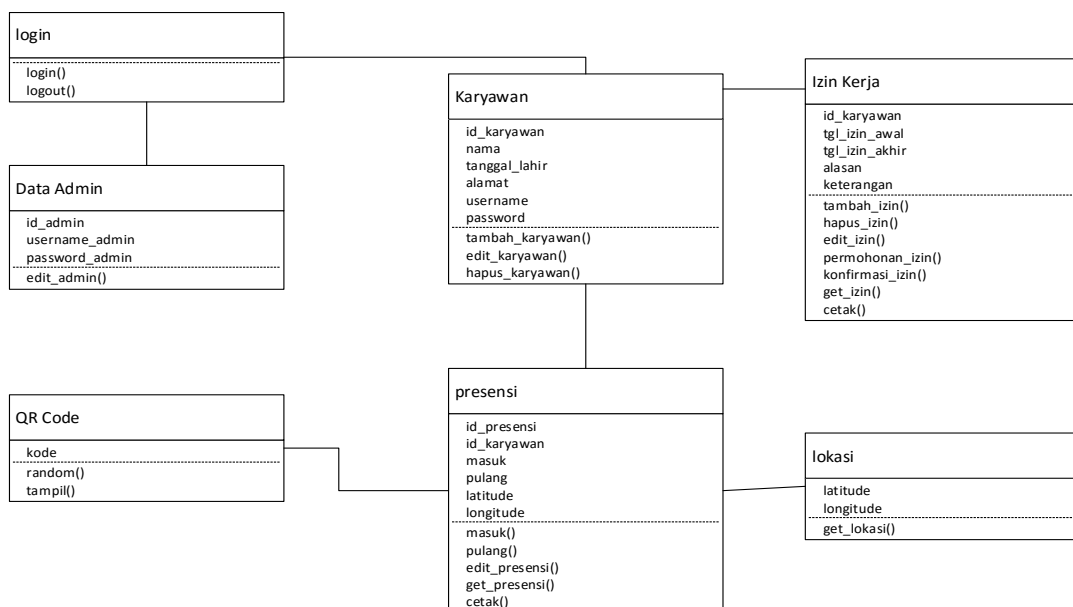 login
login()
logout()
Data Admin
id_admin
username_admin
password_admin
edit_admin()
Karyawan
id_karyawan
nama
tanggal_lahir
alamat
username
password
tambah_karyawan()
edit_karyawan()
hapus_karyawan()
Izin Kerja
id_karyawan
tgl_izin_awal
tgl_izin_akhir
alasan
keterangan
tambah_izin()
hapus_izin()
edit_izin()
permohonan_izin()
konfirmasi_izin()
get_izin()
cetak()
QR Code
kode
random()
tampil()
presensi
id_presensi
id_karyawan
masuk
pulang
latitude
longitude
masuk()
pulang()
edit_presensi()
get_presensi()
cetak()
lokasi
latitude
longitude
get_lokasi()